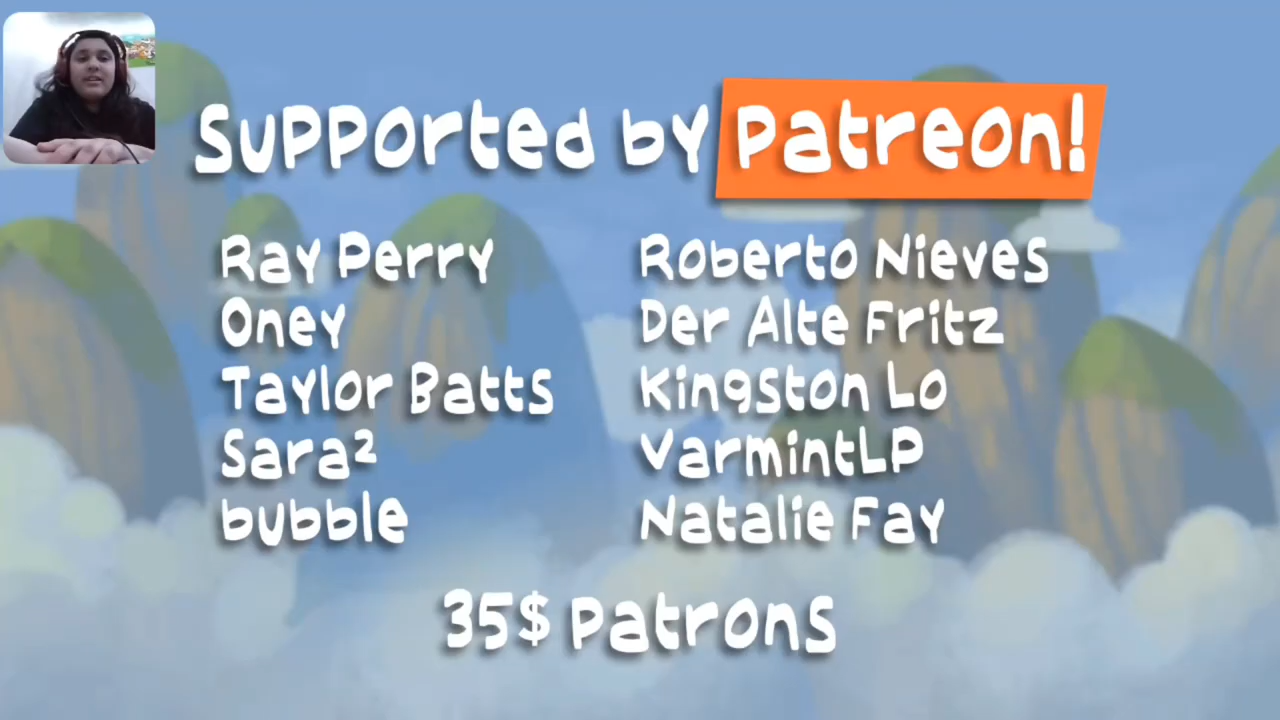 Supported by Patreon!
Ray Perry
Oney
Taylor Batts
Sara²
bubble
Roberto Nieves
Der Alte Fritz
Kingston Lo
VarmintLP
Natalie Fay
35$ Patrons